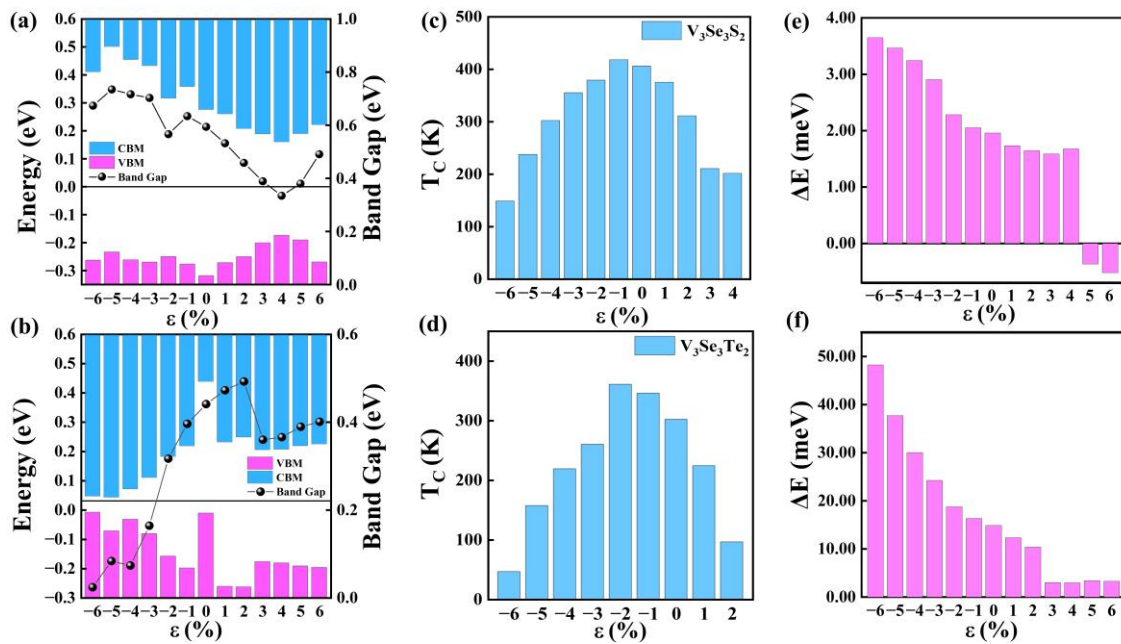 (a)
0.6
0.5
0.4
0.3
0.2
0.1
0.0
−0.1
−0.2
−0.3
Energy (eV)
CBM
VBM
Band Gap
1.0
0.8
0.6
0.4
0.2
0.0
Band Gap (eV)
−6 −5 −4 −3 −2 −1 0 1 2 3 4 5 6
ε (%)
(c)
500
400
300
200
100
0
T_C (K)
V₃Se₃S₂
−6 −5 −4 −3 −2 −1 0 1 2 3 4
ε (%)
(e)
4.00
3.00
2.00
1.00
0.00
ΔE (meV)
−6 −5 −4 −3 −2 −1 0 1 2 3 4 5 6
ε (%)
(b)
0.6
0.5
0.4
0.3
0.2
0.1
0.0
−0.1
−0.2
−0.3
Energy (eV)
VBM
CBM
Band Gap
0.6
0.4
0.2
0.0
Band Gap (eV)
−6 −5 −4 −3 −2 −1 0 1 2 3 4 5 6
ε (%)
(d)
400
300
200
100
0
T_C (K)
V₃Se₃Te₂
−6 −5 −4 −3 −2 −1 0 1 2
ε (%)
(f)
50.00
40.00
30.00
20.00
10.00
0.00
ΔE (meV)
−6 −5 −4 −3 −2 −1 0 1 2 3 4 5 6
ε (%)